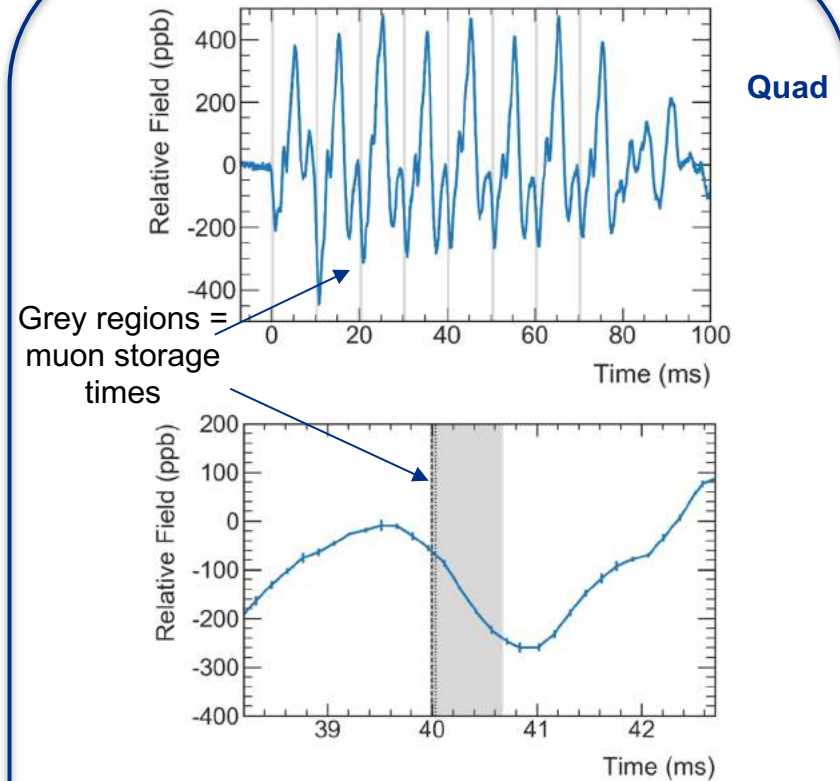 Quad
Relative Field (ppb)
400
200
0
-200
-400
0
20
40
60
80
100
Time (ms)
Grey regions =
muon storage
times
Relative Field (ppb)
200
100
0
-100
-200
-300
-400
39
40
41
42
Time (ms)